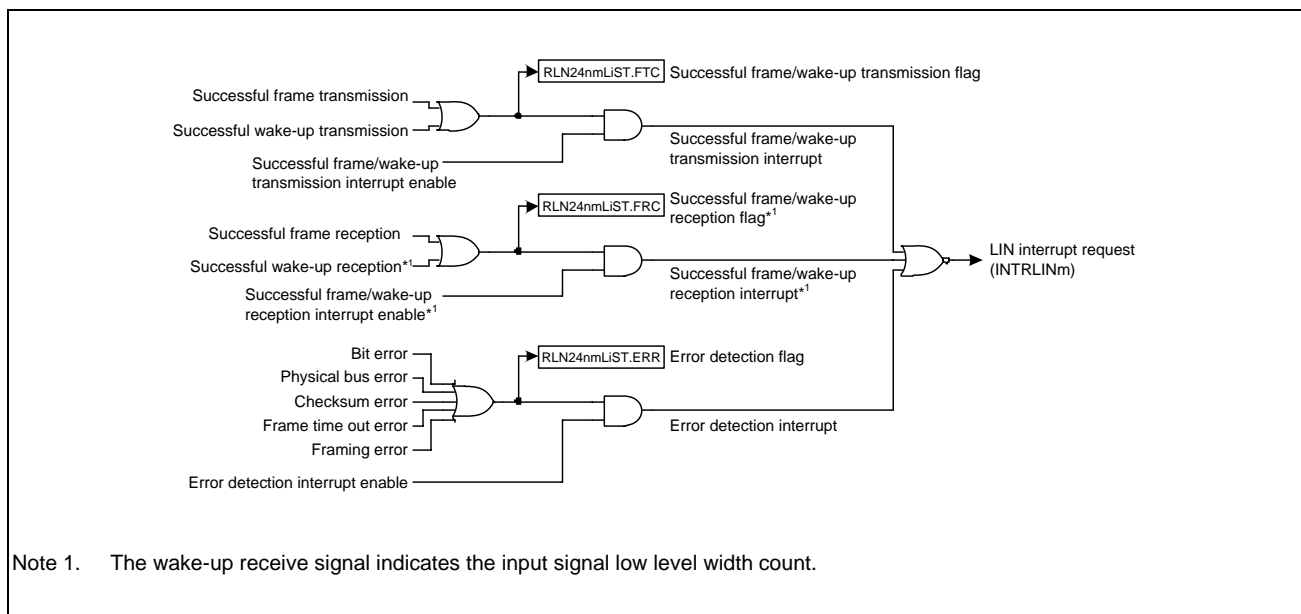 RLN24nmLiST.FTC Successful frame/wake-up transmission flag
Successful frame transmission
Successful wake-up transmission
Successful frame/wake-up
transmission interrupt
Successful frame/wake-up
transmission interrupt enable
RLN24nmLiST.FRC
Successful frame/wake-up
reception flag*1
Successful frame reception
Successful wake-up reception*1
LIN interrupt request
(INTRLINm)
Successful frame/wake-up
reception interrupt*1
Successful frame/wake-up
reception interrupt enable*1
RLN24nmLiST.ERR Error detection flag
Bit error
Physical bus error
Checksum error
Frame time out error
Framing error
Error detection interrupt
Error detection interrupt enable
Note 1. The wake-up receive signal indicates the input signal low level width count.